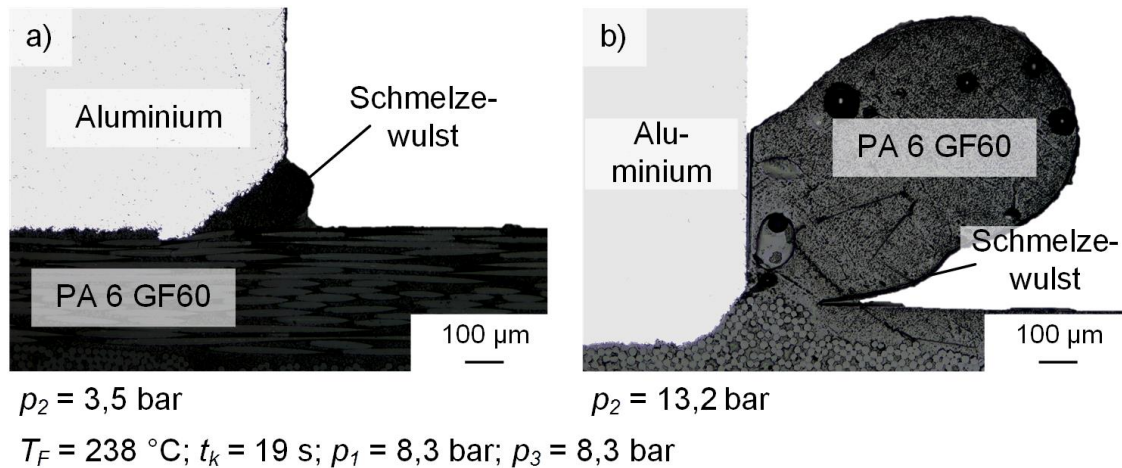 a)
Aluminium
Schmelze-
wulst
PA 6 GF60
100 µm
b)
Alu-
minium
PA 6 GF60
Schmelze-
wulst
100 µm
p2 = 3,5 bar
p2 = 13,2 bar
TF = 238 °C; tk = 19 s; p1 = 8,3 bar; p3 = 8,3 bar